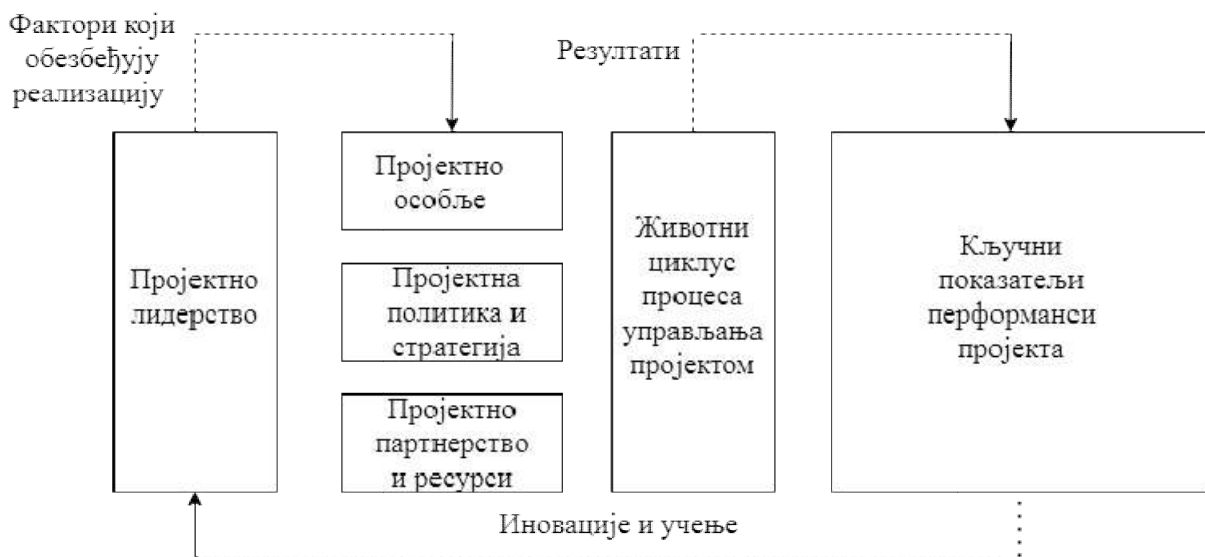 Фактори који
обезбеђују
реализацију
Резултати
Пројектно
лидерство
Пројектно
особље
Пројектна
политика и
стратегија
Пројектно
партнерство
и ресурси
Животни
циклус
процеса
управљања
пројектом
Кључни
показатељи
перформанси
пројекта
Иновације и учење